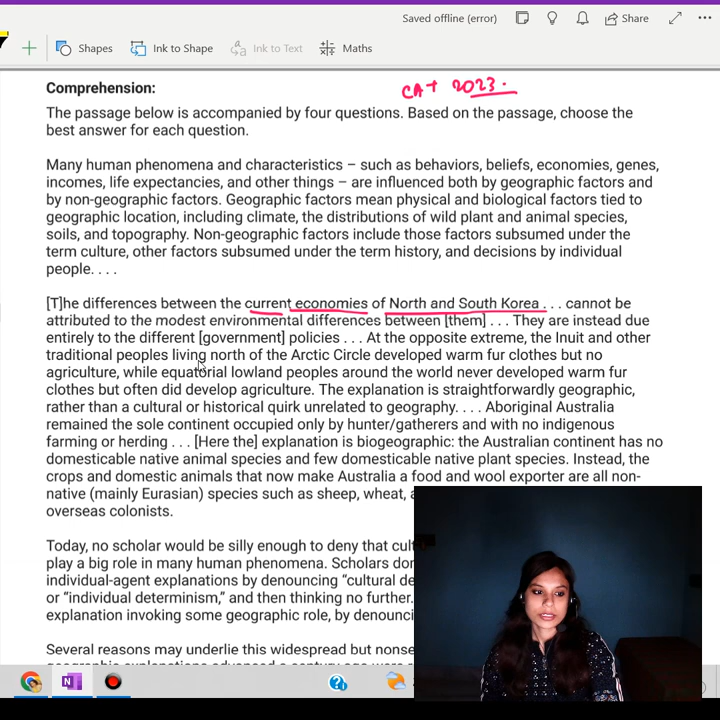 Saved offline (error)
Share
Shapes
Ink to Shape
Ink to Text
Maths
Comprehension:
CAT 2023.
The passage below is accompanied by four questions. Based on the passage, choose the
best answer for each question.
Many human phenomena and characteristics – such as behaviors, beliefs, economies, genes,
incomes, life expectancies, and other things – are influenced both by geographic factors and
by non-geographic factors. Geographic factors mean physical and biological factors tied to
geographic location, including climate, the distributions of wild plant and animal species,
soils, and topography. Non-geographic factors include those factors subsumed under the
term culture, other factors subsumed under the term history, and decisions by individual
people. . . .
[T]he differences between the current economies of North and South Korea . . . cannot be
attributed to the modest environmental differences between [them] . . . They are instead due
entirely to the different [government] policies . . . At the opposite extreme, the Inuit and other
traditional peoples living north of the Arctic Circle developed warm fur clothes but no
agriculture, while equatorial lowland peoples around the world never developed warm fur
clothes but often did develop agriculture. The explanation is straightforwardly geographic,
rather than a cultural or historical quirk unrelated to geography. . . . Aboriginal Australia
remained the sole continent occupied only by hunter/gatherers and with no indigenous
farming or herding . . . [Here the] explanation is biogeographic: the Australian continent has no
domesticable native animal species and few domesticable native plant species. Instead, the
crops and domestic animals that now make Australia a food and wool exporter are all non-
native (mainly Eurasian) species such as sheep, wheat,
overseas colonists.
Today, no scholar would be silly enough to deny that
play a big role in many human phenomena. Scholars
individual-agent explanations by denouncing “cultural
or “individual determinism,” and then thinking no further.
explanation invoking some geographic role, by
Several reasons may underlie this widespread but